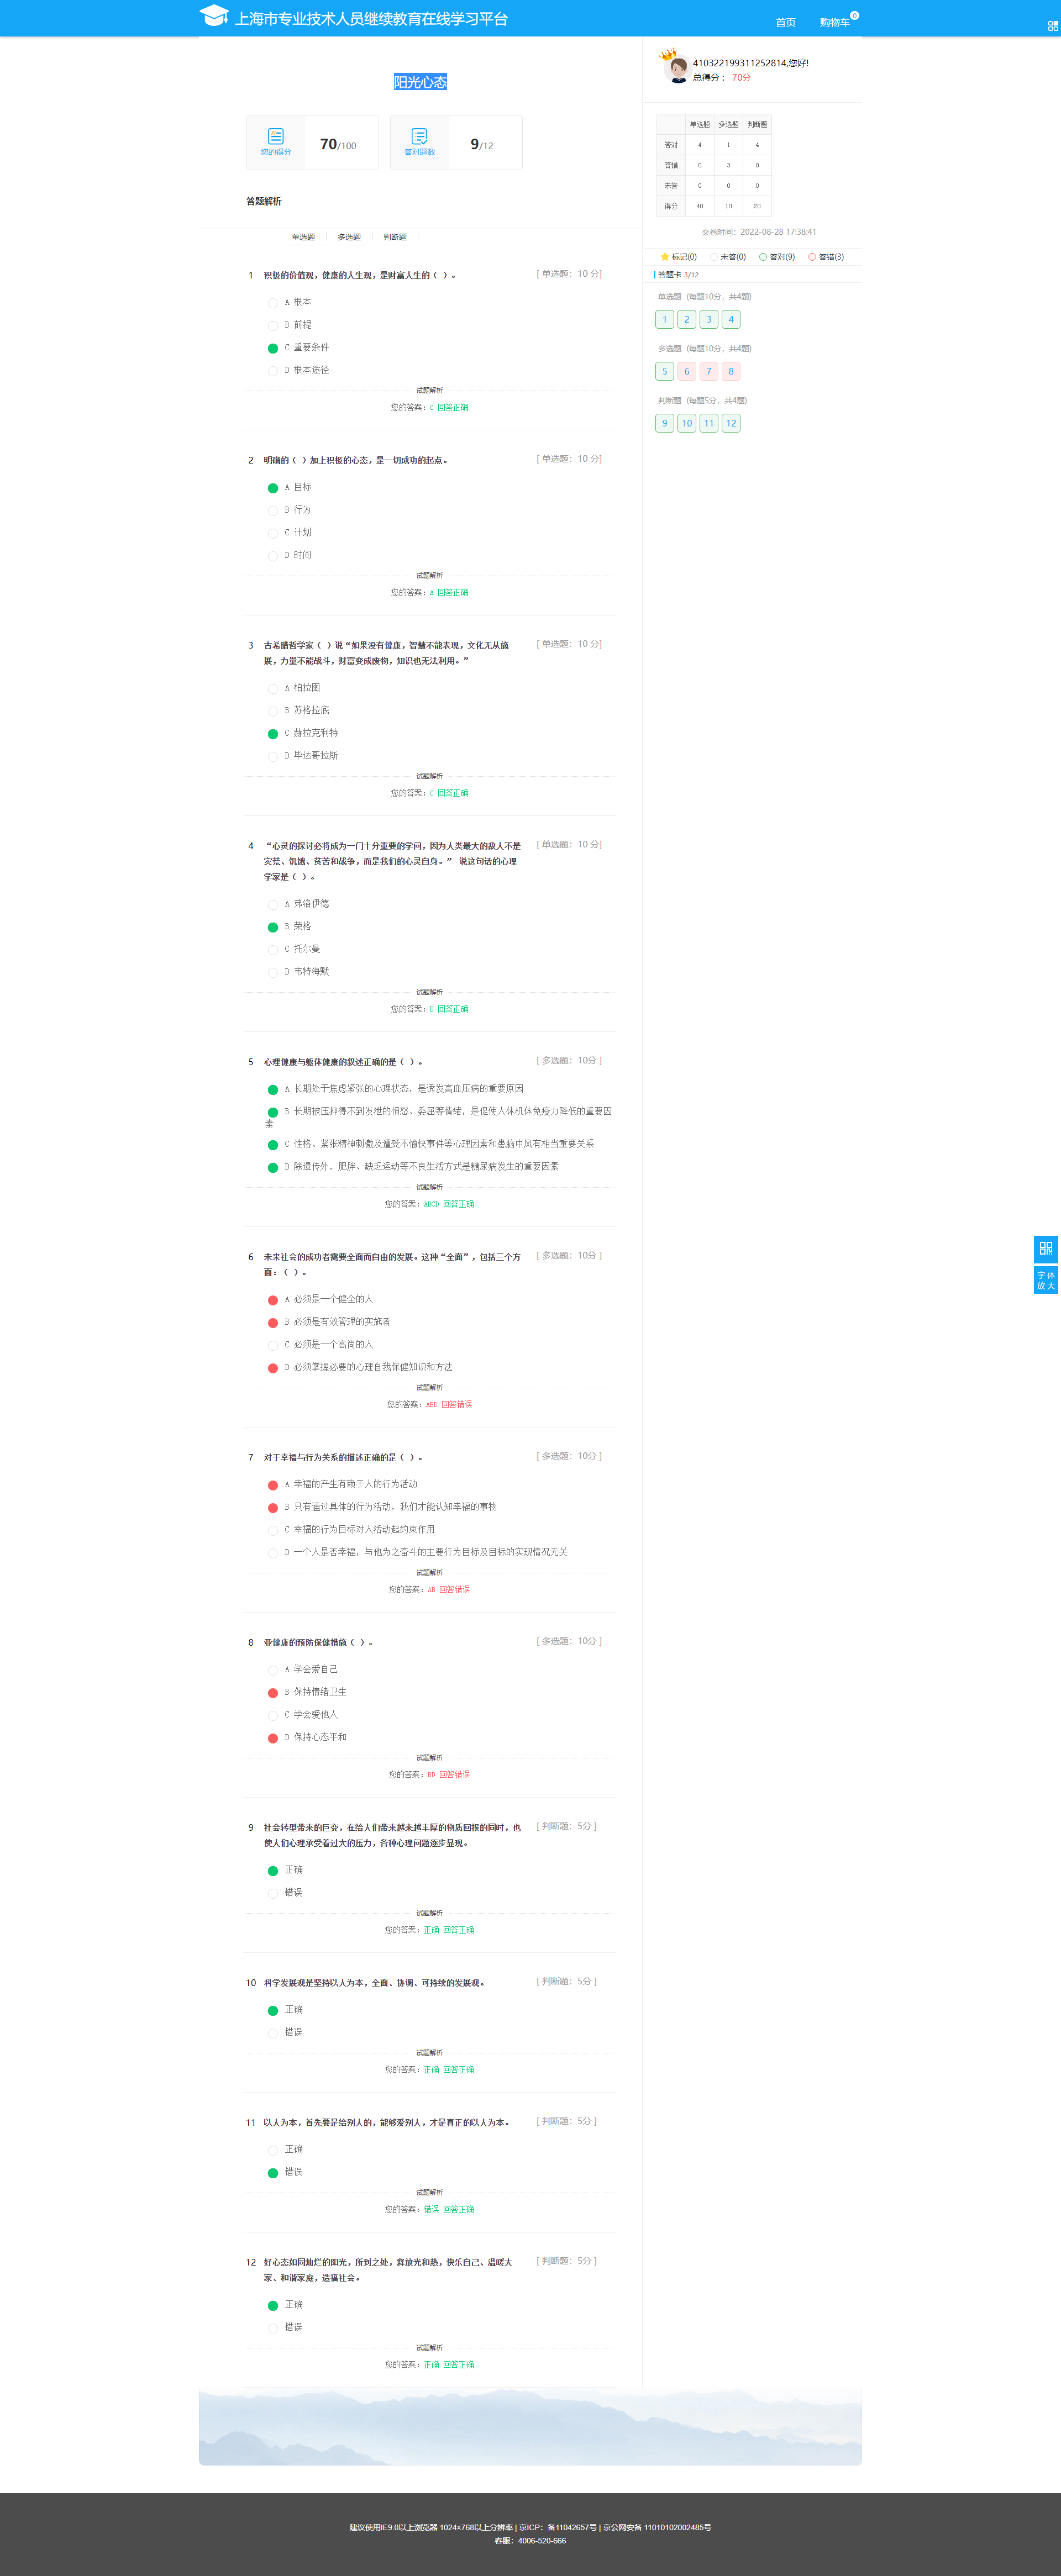 上海市专业技术人员继续教育在线学习平台
首页
购物车
0
阳光心态
您的得分
70/100
答对题数
9/12
答题解析
单选题
多选题
判断题
1 积极的价值观，健康的人生观，是财富人生的（ ）。
[ 单选题：10 分]
A 根本
B 前提
C 重要条件
D 根本途径
试题解析
您的答案：C 回答正确
2 明确的（ ）加上积极的心态，是一切成功的起点。
[ 单选题：10 分]
A 目标
B 行为
C 计划
D 时间
试题解析
您的答案：A 回答正确
3 古希腊哲学家（ ）说“如果没有健康，智慧不能表现，文化无从施
展，力量不能战斗，财富变成废物，知识也无法利用。”
[ 单选题：10 分]
A 柏拉图
B 苏格拉底
C 赫拉克利特
D 毕达哥拉斯
试题解析
您的答案：C 回答正确
4 “心灵的探讨必将成为一门十分重要的学问，因为人类最大的敌人不是
灾荒、饥饿、贫苦和战争，而是我们的心灵自身。” 说这句话的心理
学家是（ ）。
[ 单选题：10 分]
A 弗洛伊德
B 荣格
C 托尔曼
D 韦特海默
试题解析
您的答案：B 回答正确
5 心理健康与躯体健康的叙述正确的是（ ）。
[ 多选题：10分 ]
A 长期处于焦虑紧张的心理状态，是诱发高血压病的重要原因
B 长期被压抑得不到发泄的愤怒、委屈等情绪，是促使人体机体免疫力降低的重要因
素
C 性格、紧张精神刺激及遭受不愉快事件等心理因素和患脑中风有相当重要关系
D 除遗传外，肥胖、缺乏运动等不良生活方式是糖尿病发生的重要因素
试题解析
您的答案：ABCD 回答正确
6 未来社会的成功者需要全面而自由的发展。这种“全面”，包括三个方
面：（ ）。
[ 多选题：10分 ]
A 必须是一个健全的人
B 必须是有效管理的实施者
C 必须是一个高尚的人
D 必须掌握必要的心理自我保健知识和方法
试题解析
您的答案：ABD 回答错误
7 对于幸福与行为关系的描述正确的是（ ）。
[ 多选题：10分 ]
A 幸福的产生有赖于人的行为活动
B 只有通过具体的行为活动，我们才能认知幸福的事物
C 幸福的行为目标对人活动起约束作用
D 一个人是否幸福，与他为之奋斗的主要行为目标及目标的实现情况无关
试题解析
您的答案：AB 回答错误
8 亚健康的预防保健措施（ ）。
[ 多选题：10分 ]
A 学会爱自己
B 保持情绪卫生
C 学会爱他人
D 保持心态平和
试题解析
您的答案：BD 回答错误
9 社会转型带来的巨变，在给人们带来越来越丰厚的物质回报的同时，也
使人们心理承受着过大的压力，各种心理问题逐步显现。
[ 判断题：5分 ]
正确
错误
试题解析
您的答案：正确 回答正确
10 科学发展观是坚持以人为本，全面、协调、可持续的发展观。
[ 判断题：5分 ]
正确
错误
试题解析
您的答案：正确 回答正确
11 以人为本，首先要是给别人的，能够爱别人，才是真正的以人为本。
[ 判断题：5分 ]
正确
错误
试题解析
您的答案：错误 回答正确
12 好心态如同灿烂的阳光，所到之处，释放光和热，快乐自己、温暖大
家、和谐家庭，造福社会。
[ 判断题：5分 ]
正确
错误
试题解析
您的答案：正确 回答正确
410322199311252814,您好!
总得分： 70分
单选题 多选题 判断题
答对 4 1 4
答错 0 3 0
未答 0 0 0
得分 40 10 20
交卷时间：2022-08-28 17:38:41
标记(0) 未答(0) 答对(9) 答错(3)
答题卡 3/12
单选题 (每题10分，共4题)
1 2 3 4
多选题 (每题10分，共4题)
5 6 7 8
判断题 (每题5分，共4题)
9 10 11 12
字体
放大
建议使用IE9.0以上浏览器 1024×768以上分辨率 | 京ICP：备11042657号 | 京公网安备 11010102002485号
客服：4006-520-666